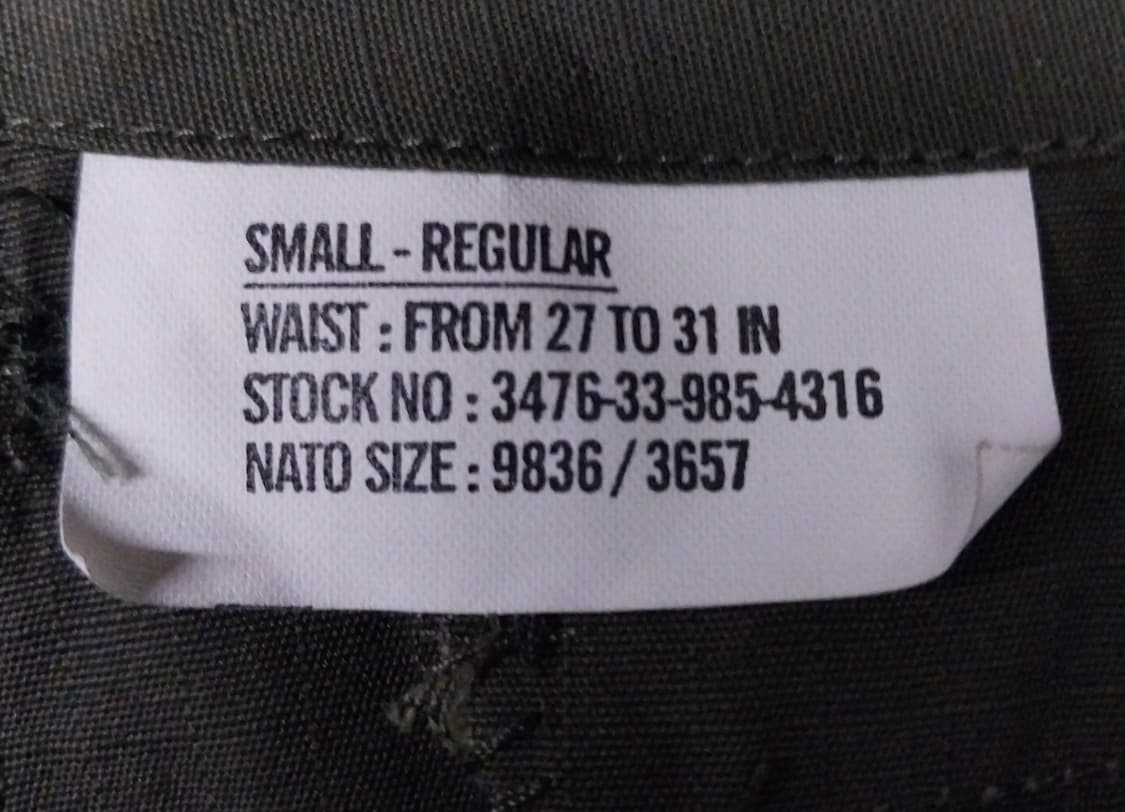 SMALL - REGULAR
WAIST : FROM 27 TO 31 IN
STOCK NO : 3476-33-985-4316
NATO SIZE : 9836 / 3657